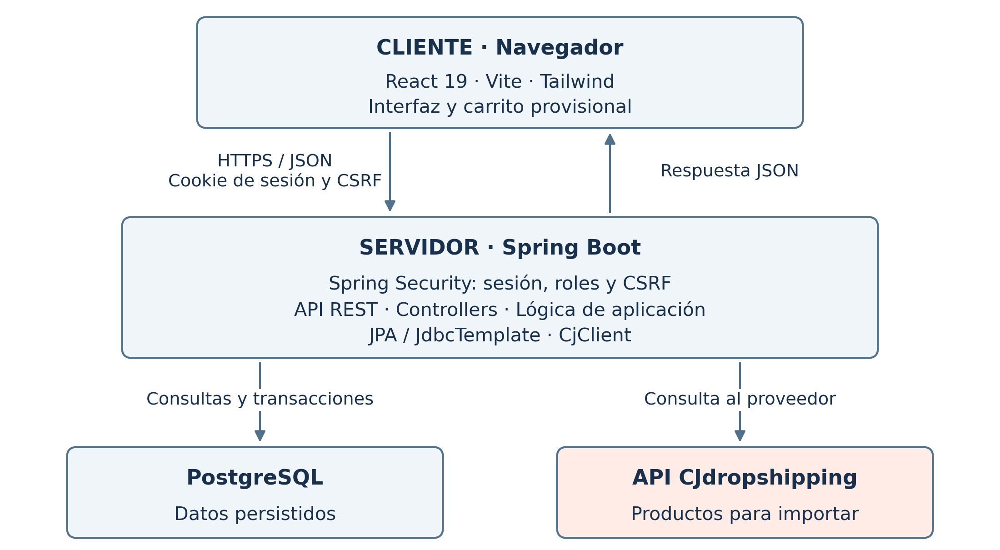 CLIENTE · Navegador
React 19 · Vite · Tailwind
Interfaz y carrito provisional
HTTPS / JSON
Cookie de sesión y CSRF
Respuesta JSON
SERVIDOR · Spring Boot
Spring Security: sesión, roles y CSRF
API REST · Controllers · Lógica de aplicación
JPA / JdbcTemplate · CjClient
Consultas y transacciones
Consulta al proveedor
PostgreSQL
Datos persistidos
API CJdropshipping
Productos para importar